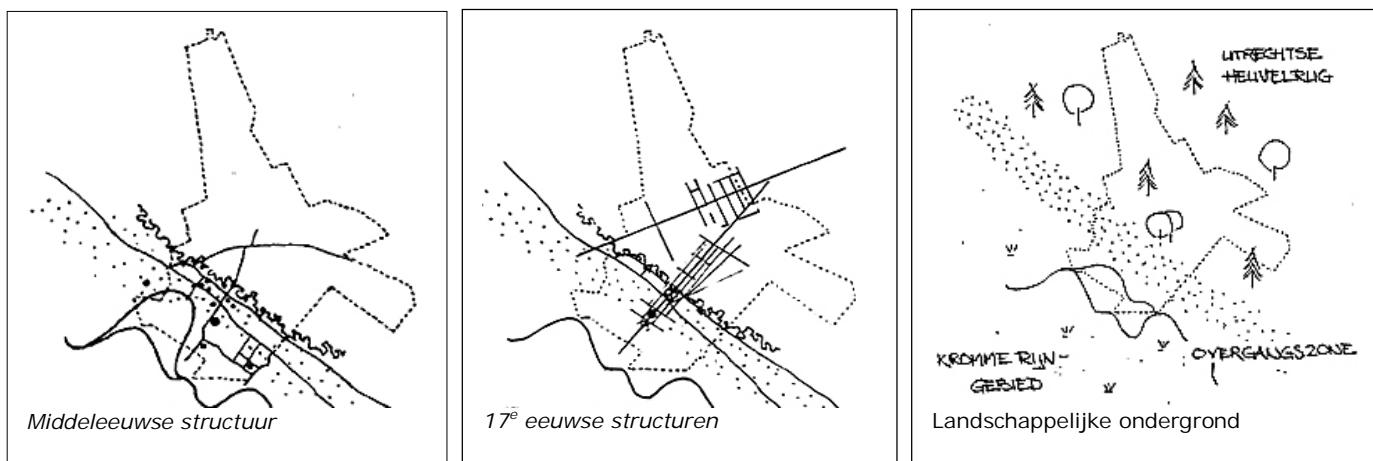 Middeleeuwse structuur
17e eeuwse structuren
UTRECHTSE
HEUVELRUG
KROMME RIJN-
GEBIED
OVERGANGSZONE
Landschappelijke ondergrond